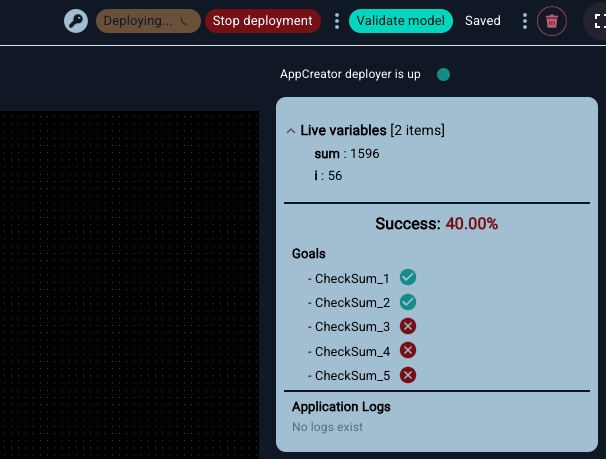 Deploying... Stop deployment Validate model Saved
AppCreator deployer is up
Live variables [2 items]
sum : 1596
i : 56
Success: 40.00%
Goals
- CheckSum_1
- CheckSum_2
- CheckSum_3
- CheckSum_4
- CheckSum_5
Application Logs
No logs exist